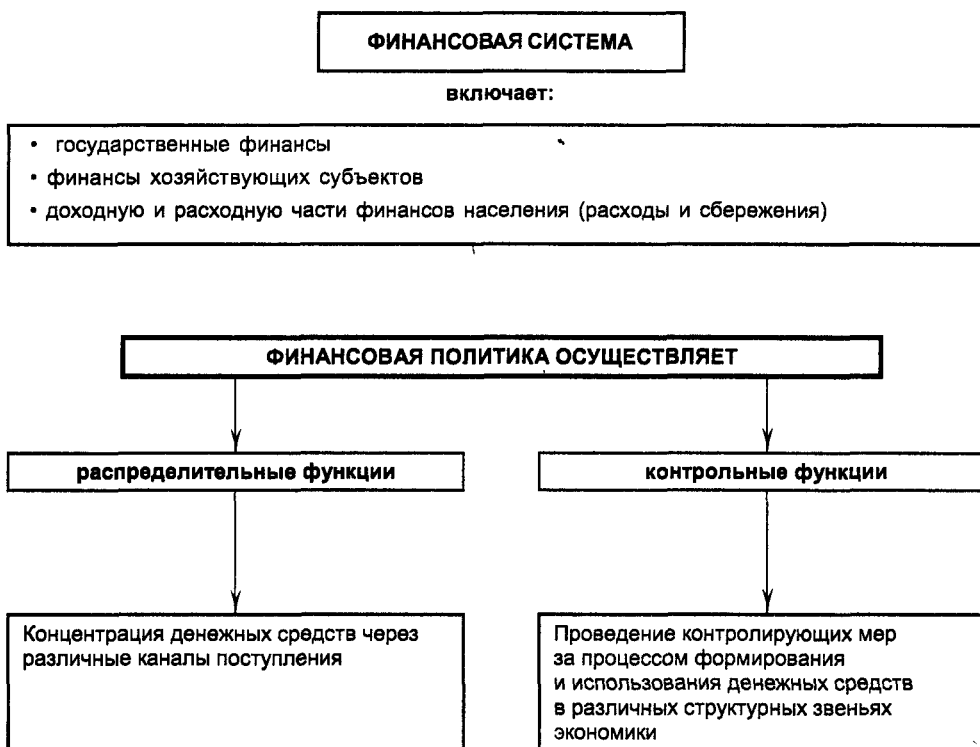 ФИНАНСОВАЯ СИСТЕМА
включает:
• государственные финансы
• финансы хозяйствующих субъектов
• доходную и расходную части финансов населения (расходы и сбережения)
ФИНАНСОВАЯ ПОЛИТИКА ОСУЩЕСТВЛЯЕТ
распределительные функции
контрольные функции
Концентрация денежных средств через
различные каналы поступления
Проведение контролирующих мер
за процессом формирования
и использования денежных средств
в различных структурных звеньях
экономики